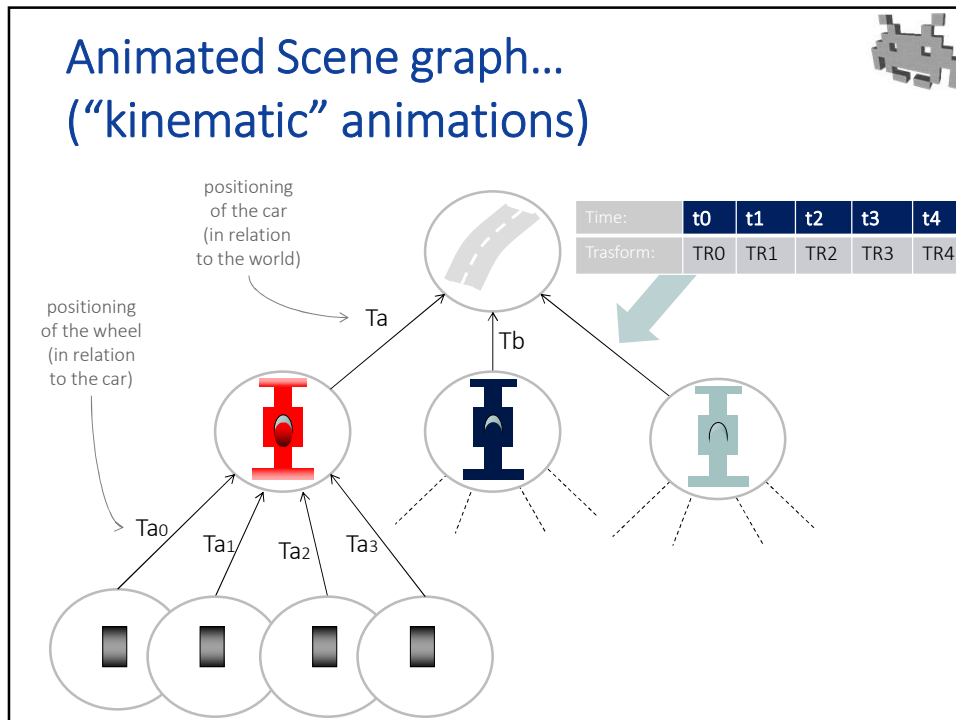 Animated Scene graph…
(“kinematic” animations)
positioning
of the car
(in relation
to the world)
Time: t0 t1 t2 t3 t4
Trasform: TR0 TR1 TR2 TR3 TR4
positioning
of the wheel
(in relation
to the car)
Ta
Tb
Ta0
Ta1
Ta2
Ta3